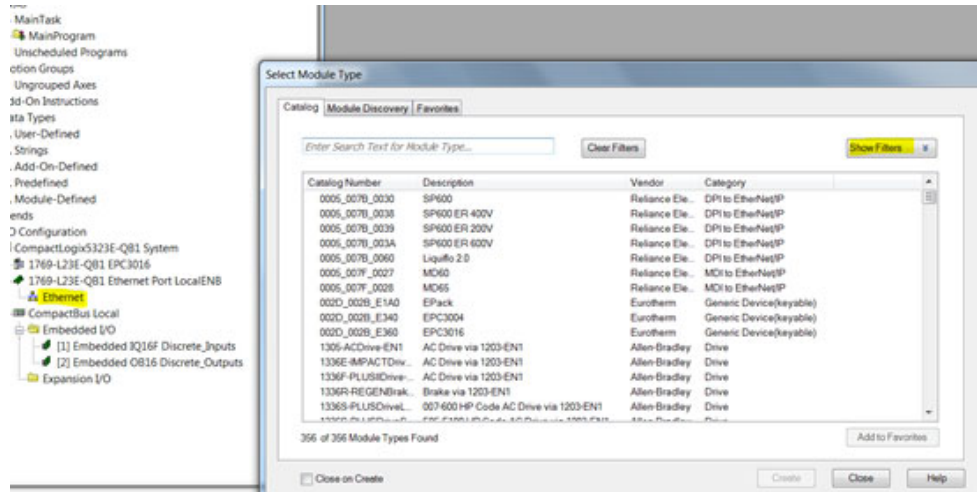 MainTask
MainProgram
Unscheduled Programs
otion Groups
Ungrouped Axes
dd-On Instructions
ata Types
User-Defined
Strings
Add-On-Defined
Predefined
Module-Defined
ends
O Configuration
CompactLogix5323E-QB1 System
1769-L23E-QB1 EPC3016
1769-L23E-QB1 Ethernet Port LocalENB
Ethernet
CompactBus Local
Embedded I/O
[1] Embedded IQ16F Discrete_Inputs
[2] Embedded OB16 Discrete_Outputs
Expansion I/O
Select Module Type
Catalog Module Discovery Favorites
Enter Search Text for Module Type... Clear Filters Show Filters
Catalog Number Description Vendor Category
0005_007B_0030 SP600 Reliance Ele... DPI to EtherNet/IP
0005_007B_0038 SP600 ER 400V Reliance Ele... DPI to EtherNet/IP
0005_007B_0039 SP600 ER 200V Reliance Ele... DPI to EtherNet/IP
0005_007B_003A SP600 ER 600V Reliance Ele... DPI to EtherNet/IP
0005_007B_0060 Liquiflo 2.0 Reliance Ele... DPI to EtherNet/IP
0005_007F_0027 MD60 Reliance Ele... MDI to EtherNet/IP
0005_007F_0028 MD65 Reliance Ele... MDI to EtherNet/IP
002D_002B_E1A0 EPack Eurotherm Generic Device(keyable)
002D_002B_E340 EPC3004 Eurotherm Generic Device(keyable)
002D_002B_E360 EPC3016 Eurotherm Generic Device(keyable)
1305-ACDrive-EN1 AC Drive via 1203-EN1 Allen-Bradley Drive
1336E-IMPACTDriv... AC Drive via 1203-EN1 Allen-Bradley Drive
1336F-PLUSIIDrive-... AC Drive via 1203-EN1 Allen-Bradley Drive
1336R-REGENBrak... Brake via 1203-EN1 Allen-Bradley Drive
1336S-PLUSDriveL... 007-600 HP Code AC Drive via 1203-EN1 Allen-Bradley Drive
356 of 356 Module Types Found Add to Favorites
Close on Create Create Close Help